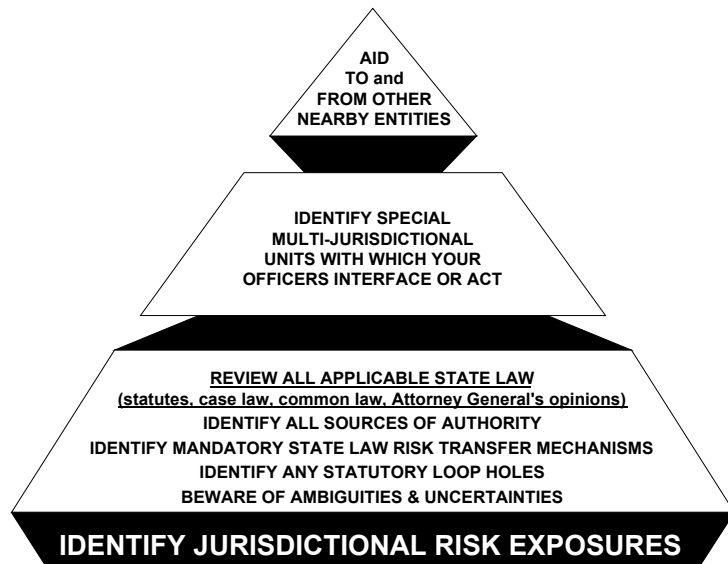 AID
TO and
FROM OTHER
NEARBY ENTITIES
IDENTIFY SPECIAL
MULTI-JURISDICTIONAL
UNITS WITH WHICH YOUR
OFFICERS INTERFACE OR ACT
REVIEW ALL APPLICABLE STATE LAW
(statutes, case law, common law, Attorney General's opinions)
IDENTIFY ALL SOURCES OF AUTHORITY
IDENTIFY MANDATORY STATE LAW RISK TRANSFER MECHANISMS
IDENTIFY ANY STATUTORY LOOP HOLES
BEWARE OF AMBIGUITIES & UNCERTAINTIES
IDENTIFY JURISDICTIONAL RISK EXPOSURES